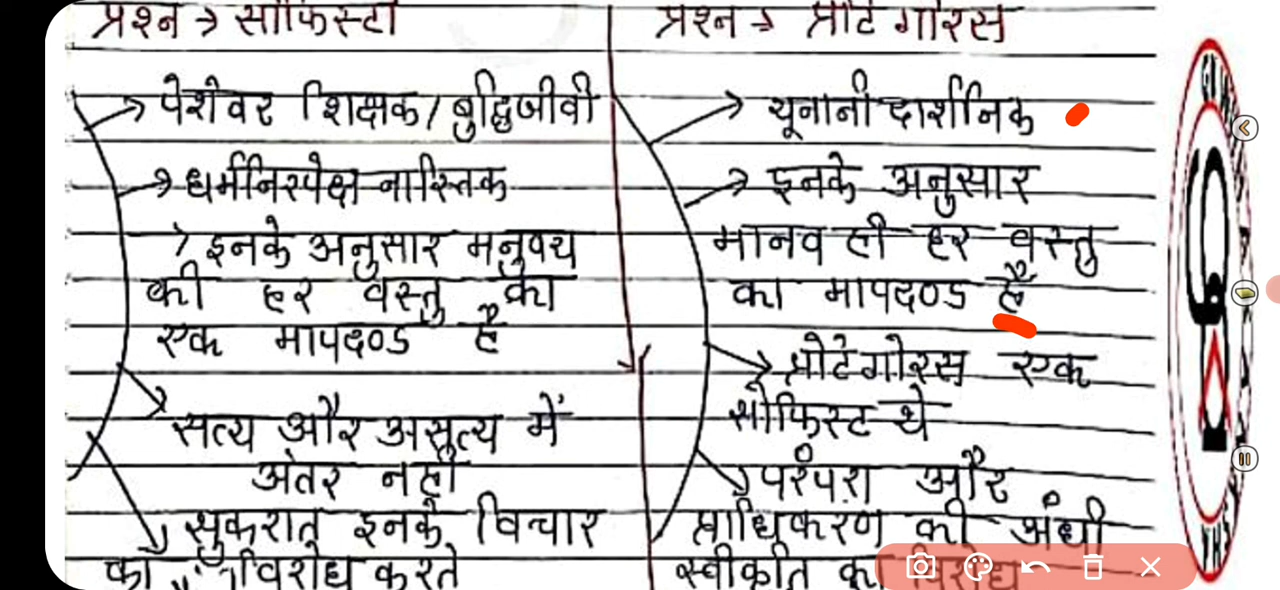 प्रश्न → सोफिस्टो
→ पेशेवर शिक्षक/बुद्धिजीवी
→ धर्मनिरपेक्ष नास्तिक
→ इनके अनुसार मनुष्य
की हर वस्तु का
एक मापदण्ड है
सत्य और असत्य में
अंतर नहीं
सुकरात इनके विचार
का विरोध करते
प्रश्न → प्रोटेगोरस
→ यूनानी दार्शनिक
→ इनके अनुसार
मानव ही हर वस्तु
का मापदण्ड है
→ प्रोटेगोरस एक
सोफिस्ट थे
परंपरा और
प्राधिकरण की अंधी
स्वीकृति का विरोध